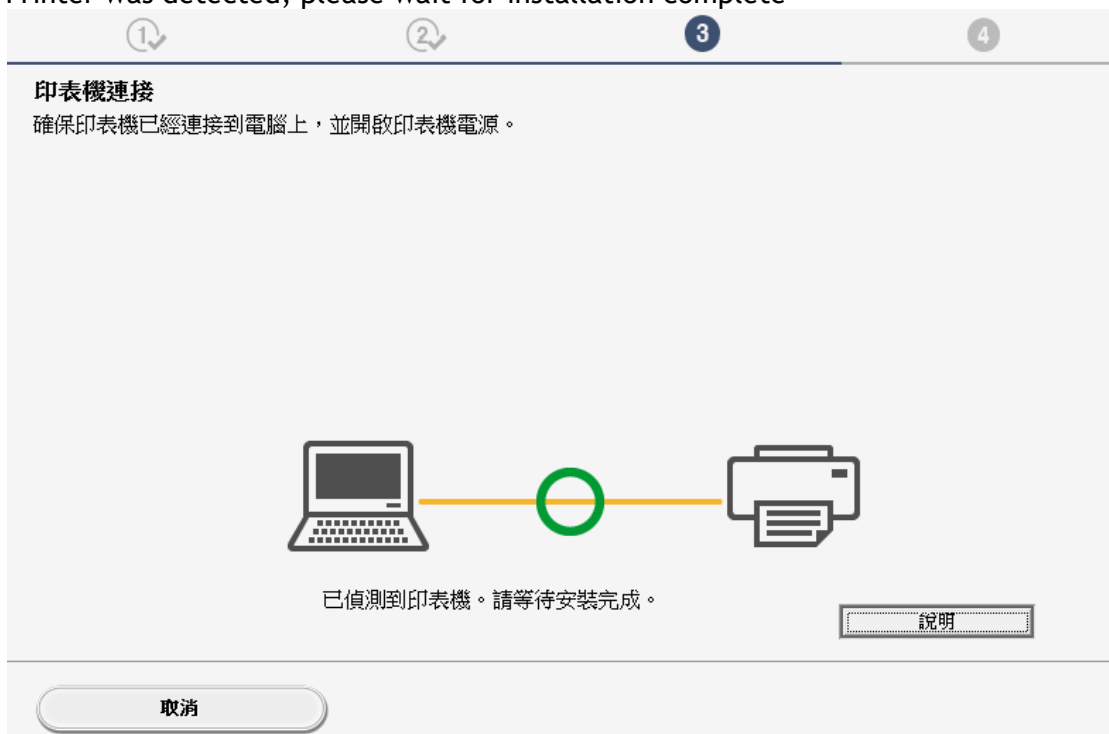 Printer was detected, please wait for installation complete
1 2 3 4
印表機連接
確保印表機已經連接到電腦上，並開啟印表機電源。
已偵測到印表機。請等待安裝完成。
說明
取消